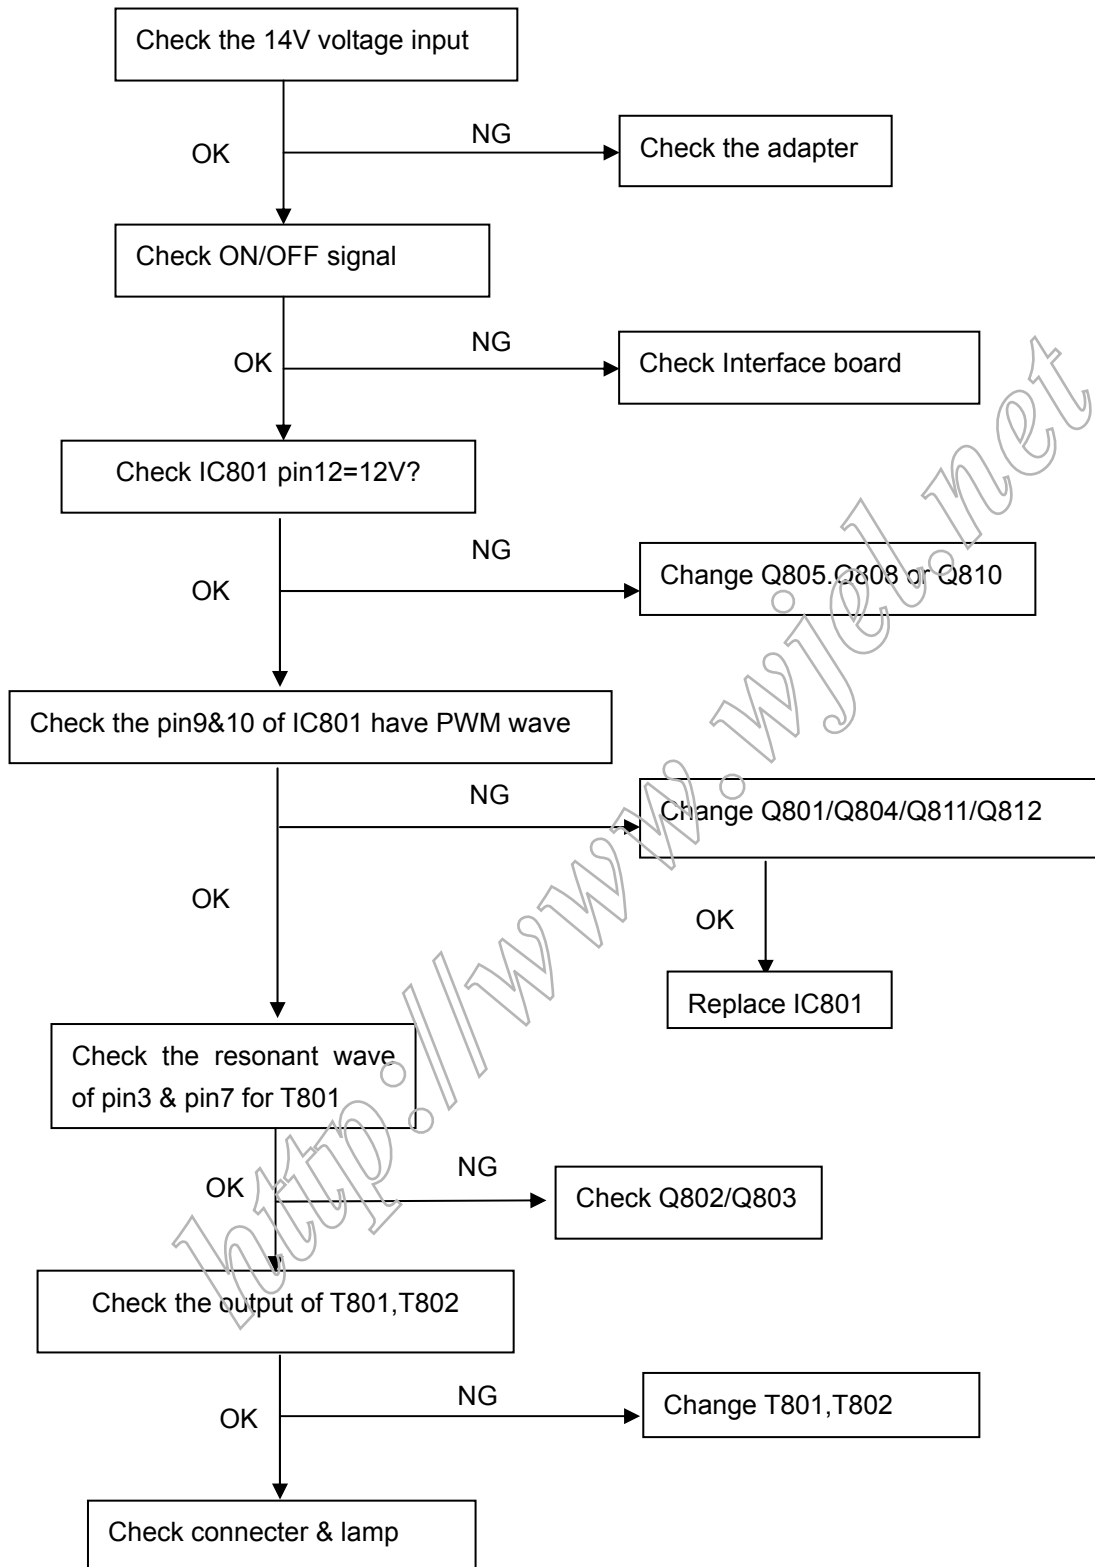 Check the 14V voltage input
NG
OK
Check the adapter
Check ON/OFF signal
NG
OK
Check Interface board
Check IC801 pin12=12V?
NG
OK
Change Q805.Q808 or Q810
Check the pin9&10 of IC801 have PWM wave
NG
Change Q801/Q804/Q811/Q812
OK
OK
Replace IC801
Check the resonant wave
of pin3 & pin7 for T801
NG
OK
Check Q802/Q803
Check the output of T801,T802
NG
OK
Change T801,T802
Check connecter & lamp
http://www.wjel.net